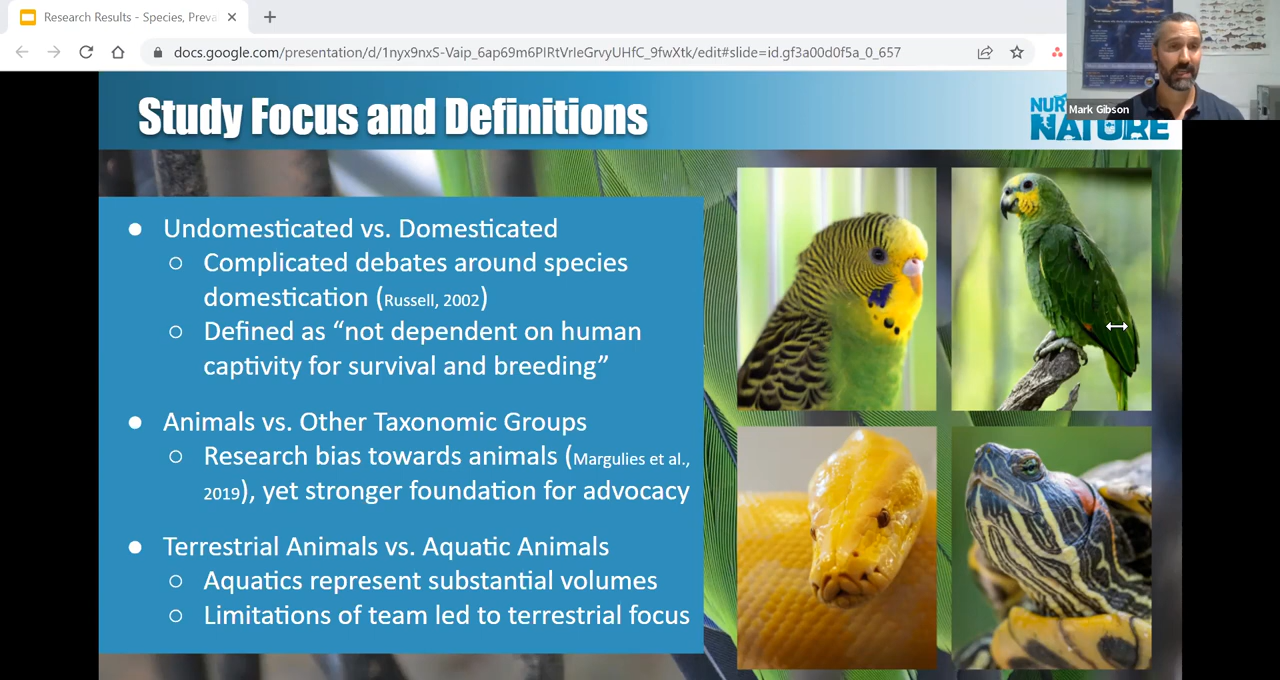 Research Results - Species, Preva
docs.google.com/presentation/d/1nyx9nxS-Vaip_6ap69m6PIRtVrIeGrvyUHfC_9fwXtk/edit#slide=id.gf3a00d0f5a_0_657
Mark Gibson
Study Focus and Definitions
NATURE
Undomesticated vs. Domesticated
Complicated debates around species
domestication (Russell, 2002)
Defined as “not dependent on human
captivity for survival and breeding”
Animals vs. Other Taxonomic Groups
Research bias towards animals (Margulies et al.,
2019), yet stronger foundation for advocacy
Terrestrial Animals vs. Aquatic Animals
Aquatics represent substantial volumes
Limitations of team led to terrestrial focus